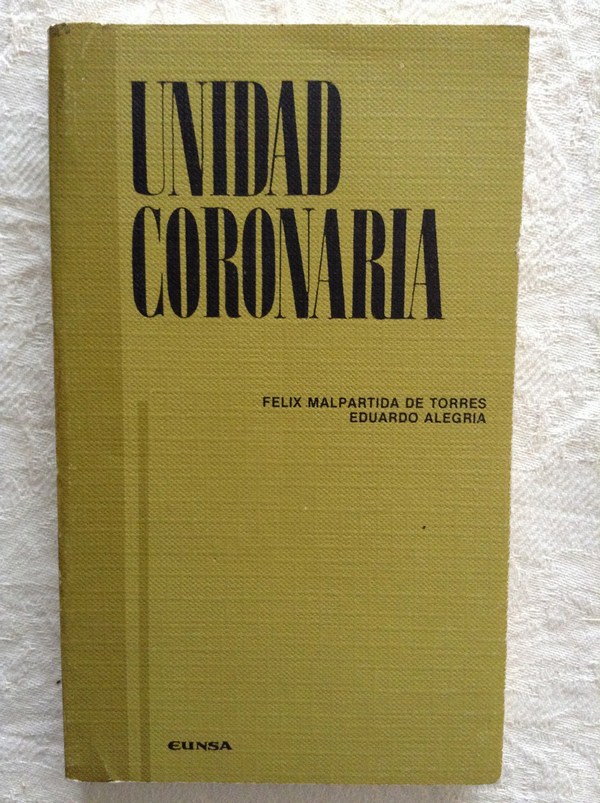 UNIDAD
CORONARIA
FELIX MALPARTIDA DE TORRES
EDUARDO ALEGRIA
EUNSA